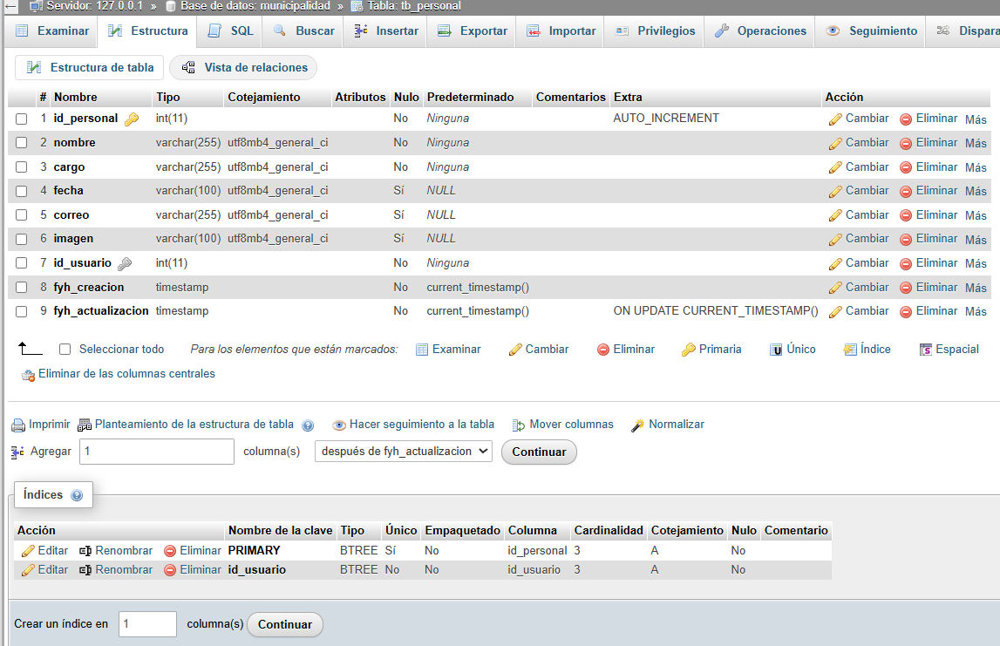 Servidor: 127.0.0.1 » Base de datos: municipalidad » Tabla: tb_personal
Examinar Estructura SQL Buscar Insertar Exportar Importar Privilegios Operaciones Seguimiento Dispara
Estructura de tabla Vista de relaciones
# Nombre Tipo Cotejamiento Atributos Nulo Predeterminado Comentarios Extra Acción
1 id_personal int(11) No Ninguna AUTO_INCREMENT Cambiar Eliminar Más
2 nombre varchar(255) utf8mb4_general_ci No Ninguna Cambiar Eliminar Más
3 cargo varchar(255) utf8mb4_general_ci No Ninguna Cambiar Eliminar Más
4 fecha varchar(100) utf8mb4_general_ci Sí NULL Cambiar Eliminar Más
5 correo varchar(255) utf8mb4_general_ci Sí NULL Cambiar Eliminar Más
6 imagen varchar(100) utf8mb4_general_ci Sí NULL Cambiar Eliminar Más
7 id_usuario int(11) No Ninguna Cambiar Eliminar Más
8 fyh_creacion timestamp No current_timestamp() Cambiar Eliminar Más
9 fyh_actualizacion timestamp No current_timestamp() ON UPDATE CURRENT_TIMESTAMP() Cambiar Eliminar Más
Seleccionar todo Para los elementos que están marcados: Examinar Cambiar Eliminar Primaria Único Índice Espacial
Eliminar de las columnas centrales
Imprimir Planteamiento de la estructura de tabla Hacer seguimiento a la tabla Mover columnas Normalizar
Agregar 1 columna(s) después de fyh_actualizacion Continuar
Índices
Acción Nombre de la clave Tipo Único Empaquetado Columna Cardinalidad Cotejamiento Nulo Comentario
Editar Renombrar Eliminar PRIMARY BTREE Sí No id_personal 3 A No
Editar Renombrar Eliminar id_usuario BTREE No No id_usuario 3 A No
Crear un índice en 1 columna(s) Continuar